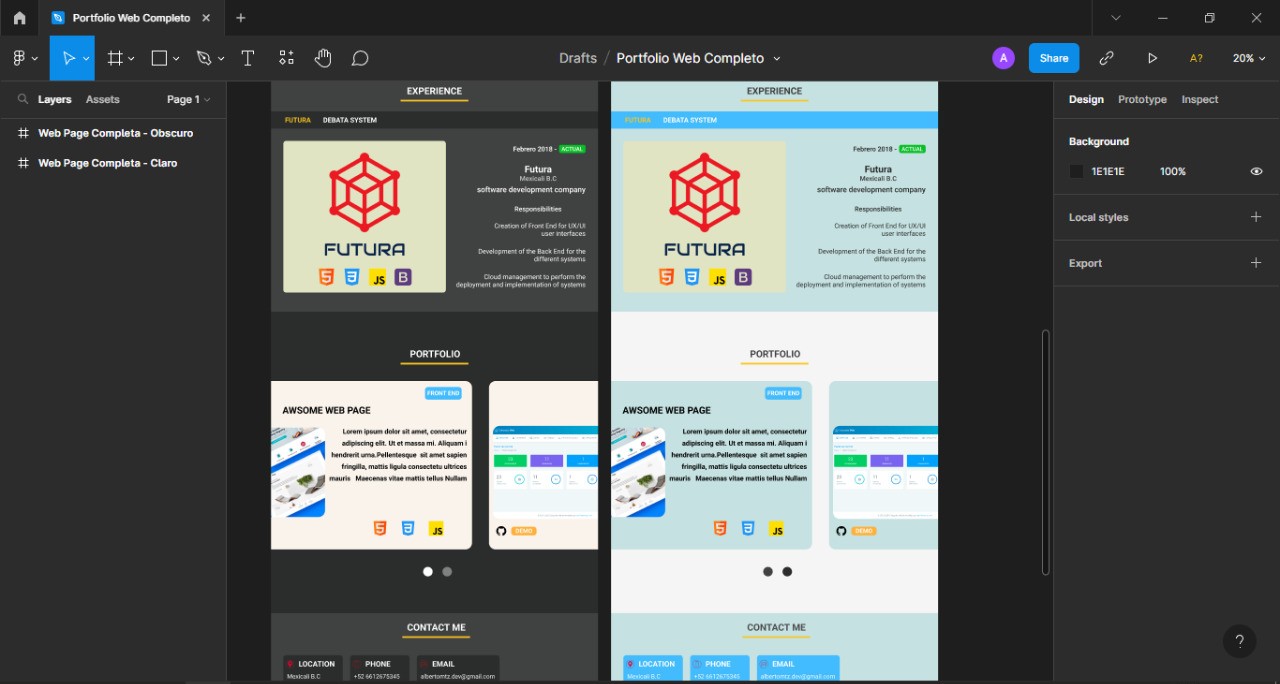 Portfolio Web Completo
Drafts / Portfolio Web Completo
A
Share
A?
20%
Layers
Assets
Page 1
Web Page Completa - Obscuro
Web Page Completa - Claro
EXPERIENCE
FUTURA
DEBATA SYSTEM
Febrero 2018 - ACTUAL
Futura
Mexicali B.C
software development company
Responsibilities
Creation of Front End for UX/UI
user interfaces
Development of the Back End for the
different systems
Cloud management to perform the
deployment and implementation of systems
FUTURA
5
3
JS
B
PORTFOLIO
FRONT END
AWSOME WEB PAGE
Lorem ipsum dolor sit amet, consectetur
adipiscing elit. Ut et massa mi. Aliquam i
hendrerit urna.Pellentesque sit amet sapien
fringilla, mattis ligula consectetu ultrices
mauris Maecenas vitae mattis tellus Nullam
5
3
JS
DEMO
CONTACT ME
LOCATION
Mexicali B.C
PHONE
+52 6612675345
EMAIL
albertomtz.dev@gmail.com
EXPERIENCE
FUTURA
DEBATA SYSTEM
Febrero 2018 - ACTUAL
Futura
Mexicali B.C
software development company
Responsibilities
Creation of Front End for UX/UI
user interfaces
Development of the Back End for the
different systems
Cloud management to perform the
deployment and implementation of systems
FUTURA
5
3
JS
B
PORTFOLIO
FRONT END
AWSOME WEB PAGE
Lorem ipsum dolor sit amet, consectetur
adipiscing elit. Ut et massa mi. Aliquam i
hendrerit urna.Pellentesque sit amet sapien
fringilla, mattis ligula consectetu ultrices
mauris Maecenas vitae mattis tellus Nullam
5
3
JS
DEMO
CONTACT ME
LOCATION
Mexicali B.C
PHONE
+52 6612675345
EMAIL
albertomtz.dev@gmail.com
Design
Prototype
Inspect
Background
1E1E1E
100%
Local styles
Export
?